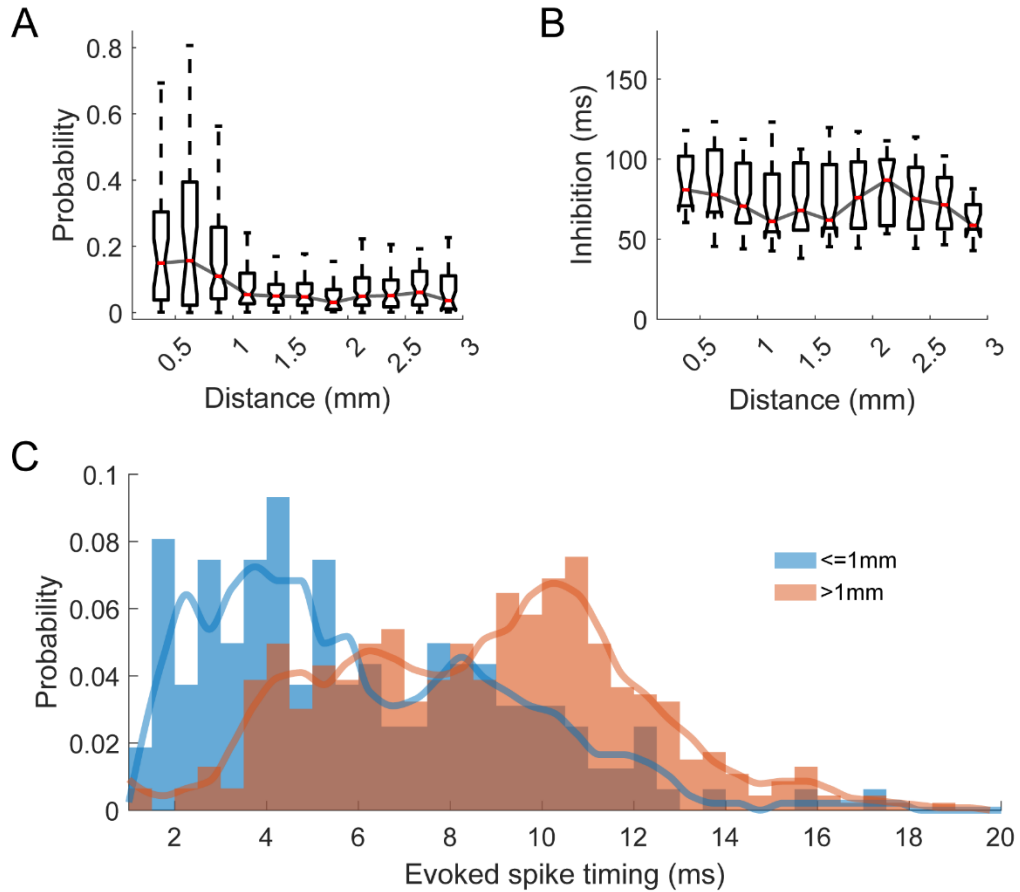 A
0.8
0.6
0.4
0.2
0
Probability
0.5
1
1.5
2
2.5
3
Distance (mm)
B
150
100
50
0
Inhibition (ms)
0.5
1
1.5
2
2.5
3
Distance (mm)
C
0.1
0.08
0.06
0.04
0.02
0
Probability
<=1mm
>1mm
2 4 6 8 10 12 14 16 18 20
Evoked spike timing (ms)